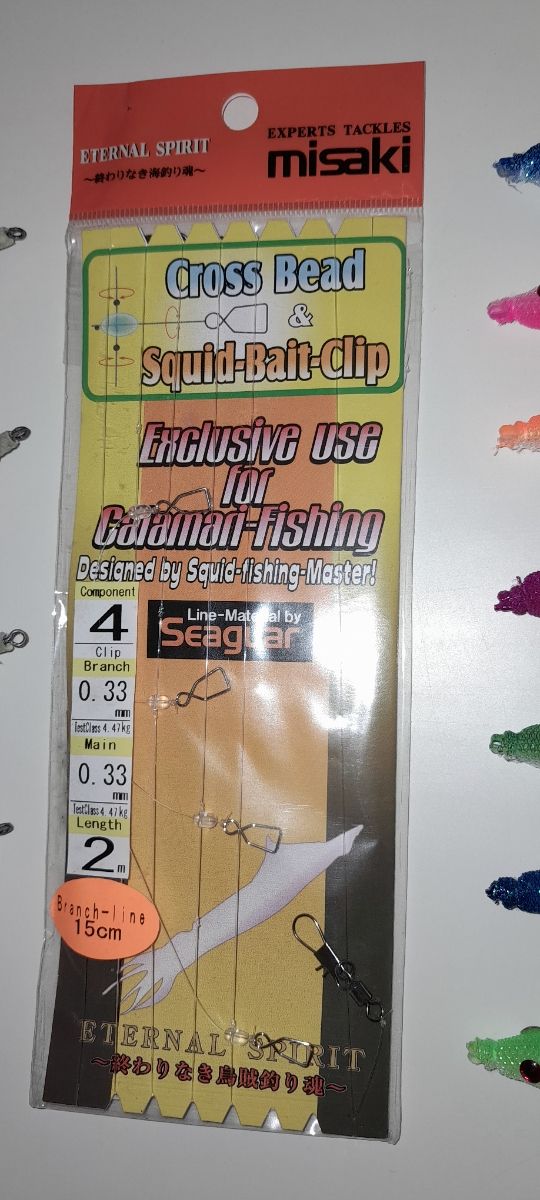 ETERNAL SPIRIT
～終わりなき海釣り魂～
EXPERTS TACKLES
misaki
Cross Bead
&
Squid-Bait-Clip
Exclusive use
for
Calamari-Fishing
Designed by Squid-fishing-Master!
Component
4
Clip
Line-Material by
Seaguar
Branch
0.33
mm
TestClass 4.47kg
Main
0.33
mm
TestClass 4.47kg
Length
2m
Branch-line
15cm
ETERNAL SPIRIT
～終わりなき烏賊釣り魂～